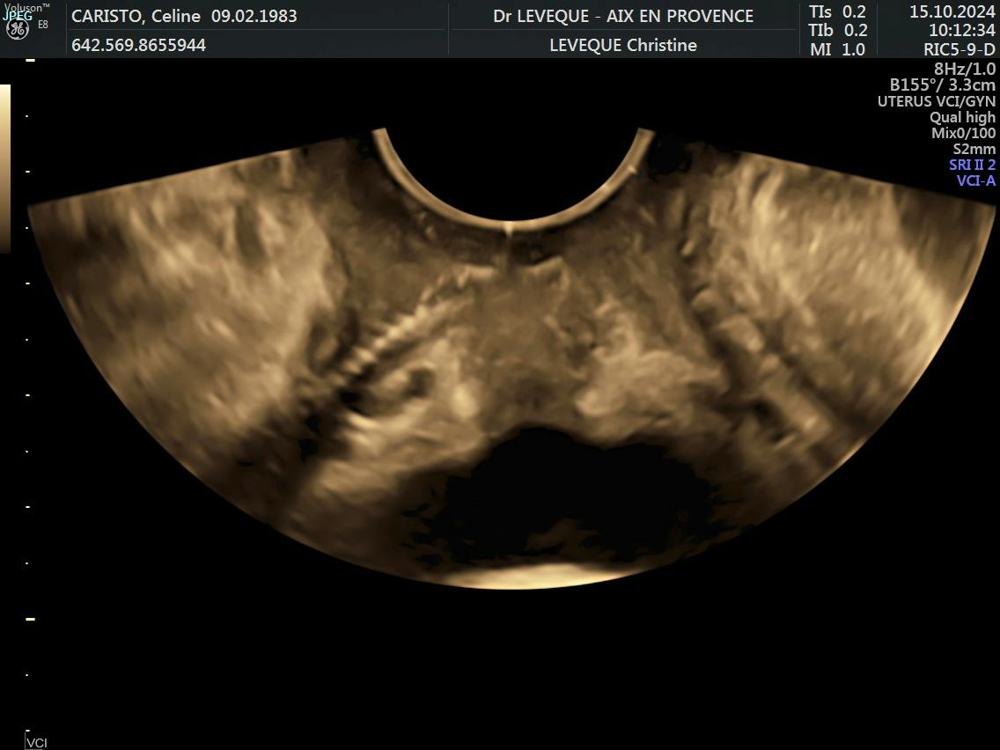 Voluson™
JPEG
E8
CARISTO, Celine 09.02.1983
642.569.8655944
Dr LEVEQUE - AIX EN PROVENCE
LEVEQUE Christine
TIs 0.2
TIb 0.2
MI 1.0
15.10.2024
10:12:34
RIC5-9-D
8Hz/1.0
B155°/ 3.3cm
UTERUS VCI/GYN
Qual high
Mix0/100
S2mm
SRI II 2
VCI-A
VCI